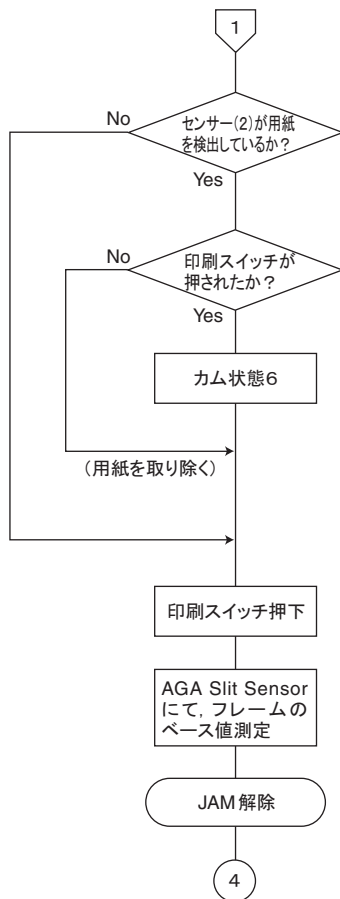 1
センサー(2)が用紙
を検出しているか？
No
Yes
印刷スイッチが
押されたか？
No
Yes
カム状態6
(用紙を取り除く)
印刷スイッチ押下
AGA Slit Sensor
にて, フレームの
ベース値測定
JAM 解除
4